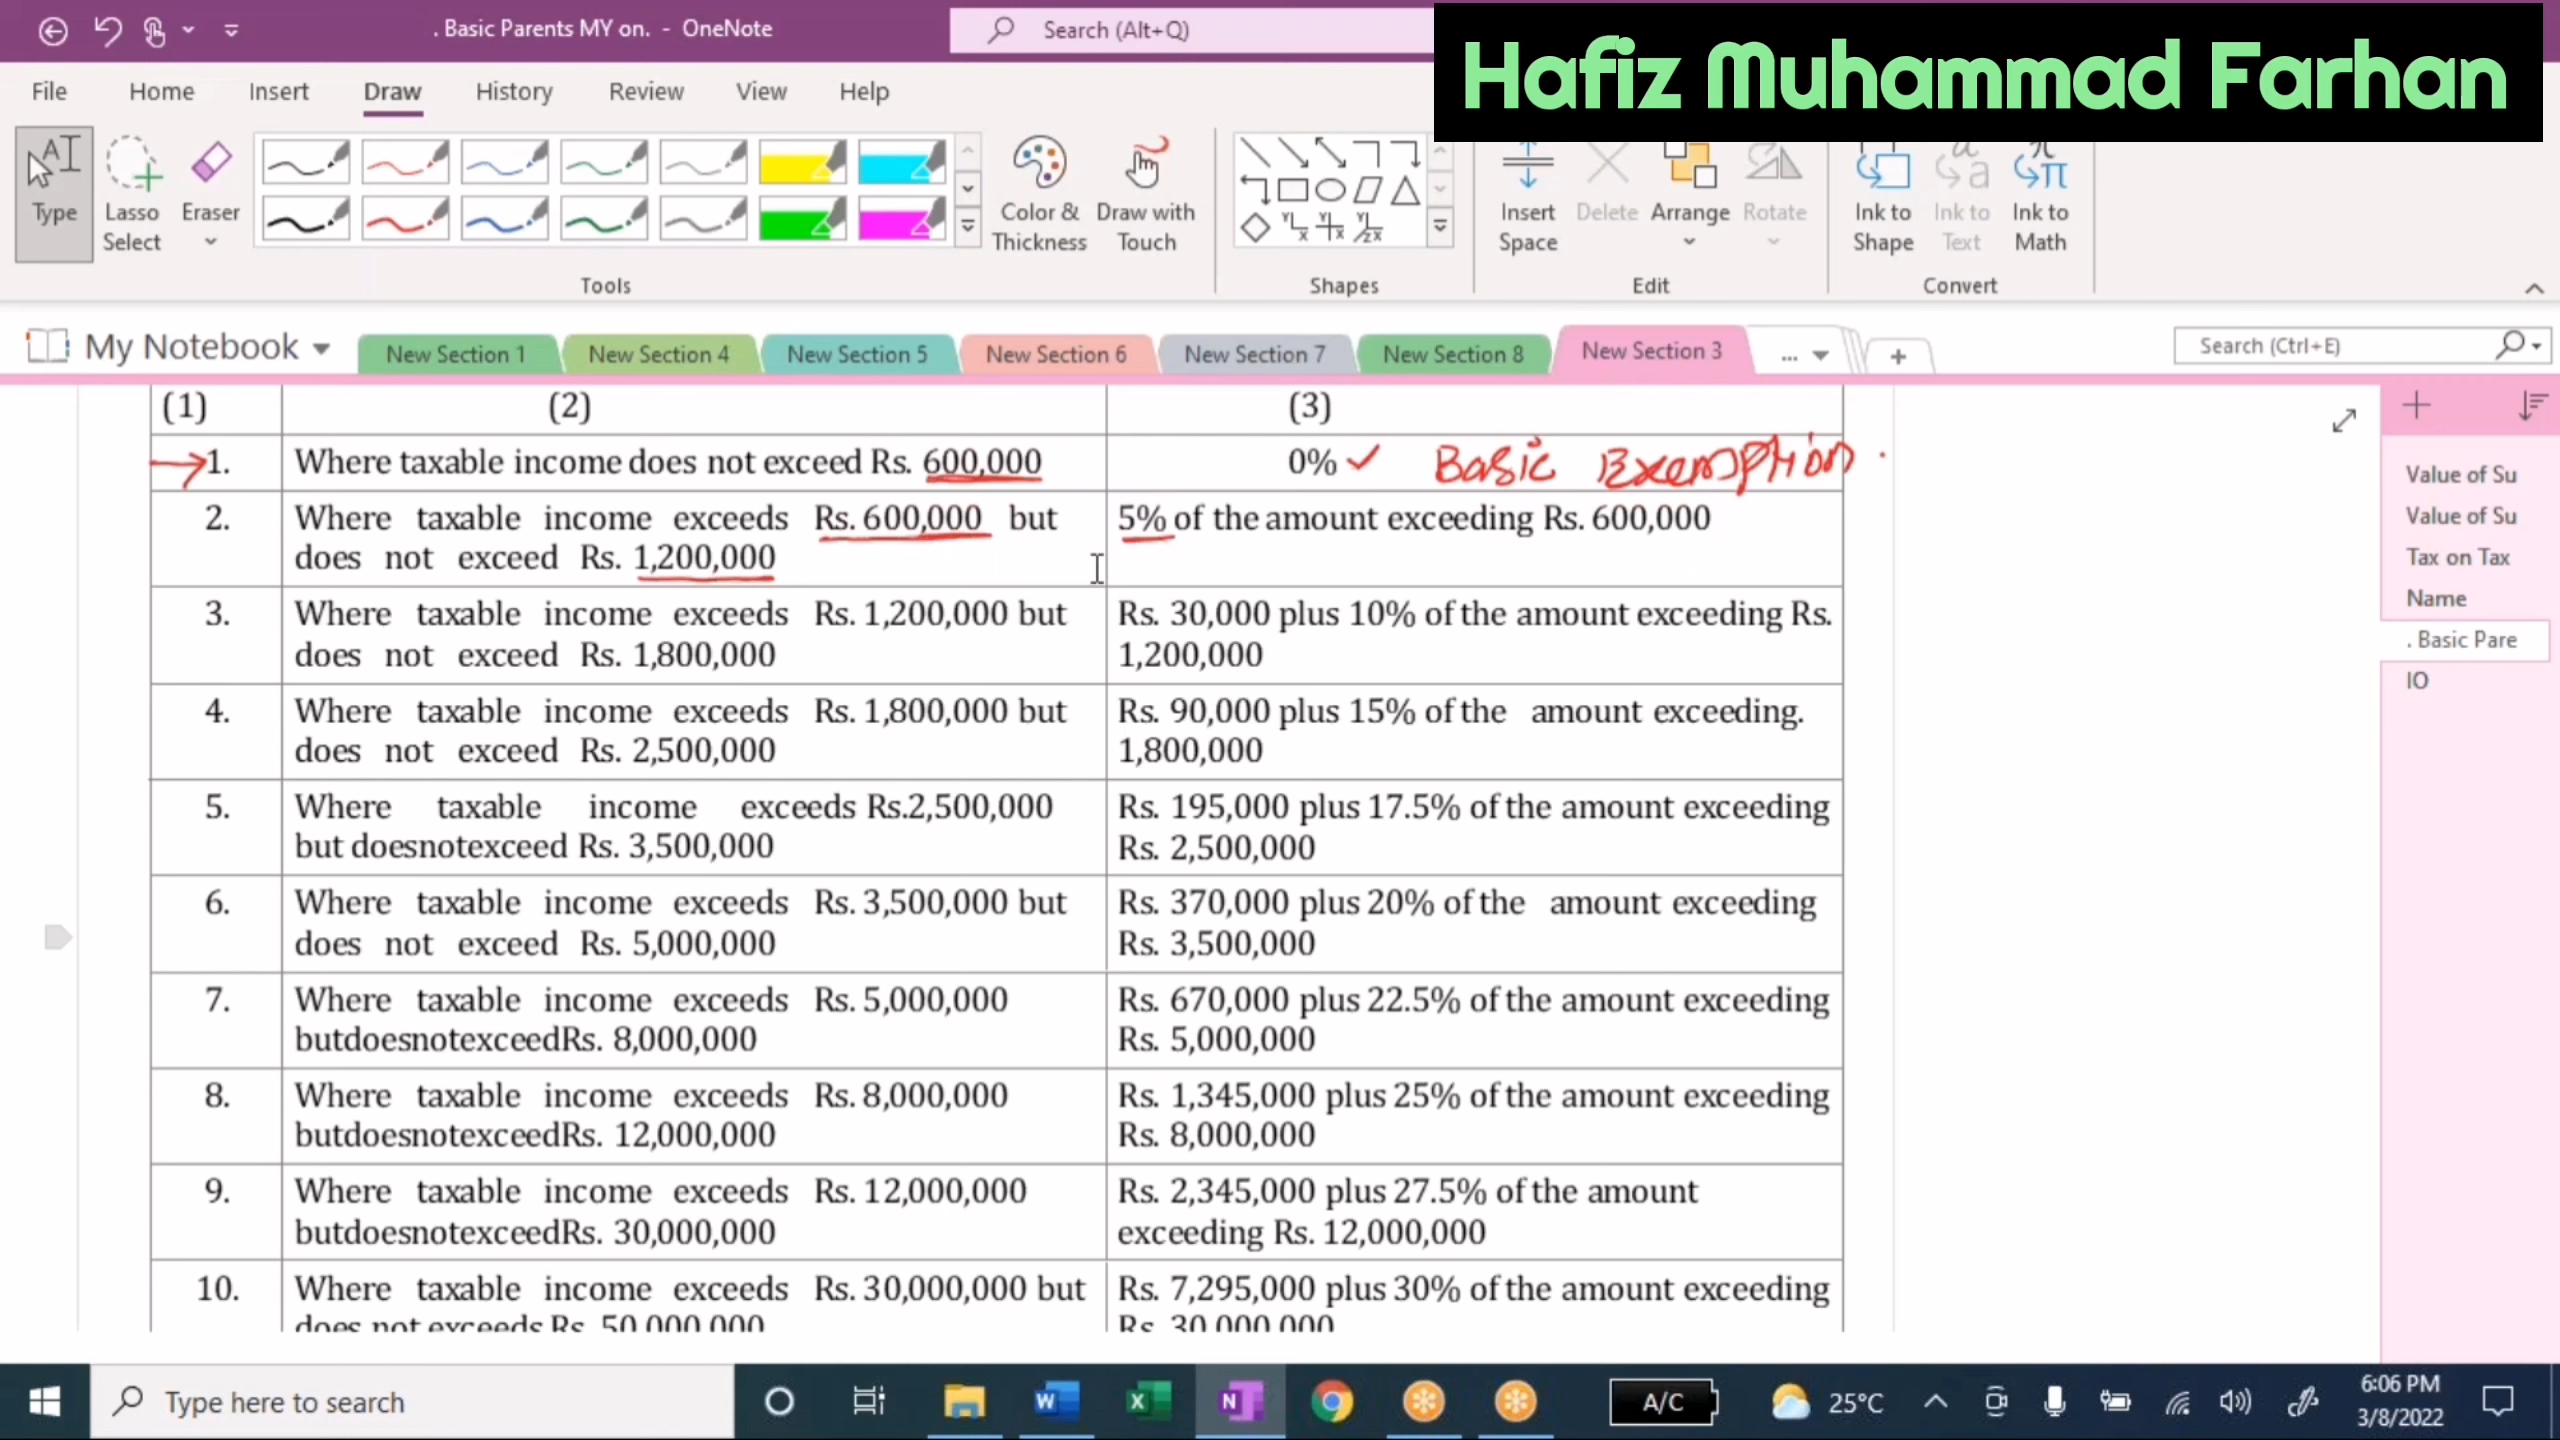 . Basic Parents MY on. - OneNote
Search (Alt+Q)
Hafiz Muhammad Farhan
File Home Insert Draw History Review View Help
Type
Lasso Select
Eraser
Color & Thickness
Draw with Touch
Insert Space
Delete
Arrange
Rotate
Ink to Shape
Ink to Text
Ink to Math
Tools
Shapes
Edit
Convert
My Notebook
New Section 1
New Section 4
New Section 5
New Section 6
New Section 7
New Section 8
New Section 3
...
Search (Ctrl+E)
(1) (2) (3)
1. Where taxable income does not exceed Rs. 600,000 0% Basic Exemption.
2. Where taxable income exceeds Rs. 600,000 but 5% of the amount exceeding Rs. 600,000
does not exceed Rs. 1,200,000
3. Where taxable income exceeds Rs. 1,200,000 but Rs. 30,000 plus 10% of the amount exceeding Rs.
does not exceed Rs. 1,800,000 1,200,000
4. Where taxable income exceeds Rs. 1,800,000 but Rs. 90,000 plus 15% of the amount exceeding.
does not exceed Rs. 2,500,000 1,800,000
5. Where taxable income exceeds Rs.2,500,000 Rs. 195,000 plus 17.5% of the amount exceeding
but doesnotexceed Rs. 3,500,000 Rs. 2,500,000
6. Where taxable income exceeds Rs. 3,500,000 but Rs. 370,000 plus 20% of the amount exceeding
does not exceed Rs. 5,000,000 Rs. 3,500,000
7. Where taxable income exceeds Rs. 5,000,000 Rs. 670,000 plus 22.5% of the amount exceeding
butdoesnotexceedRs. 8,000,000 Rs. 5,000,000
8. Where taxable income exceeds Rs. 8,000,000 Rs. 1,345,000 plus 25% of the amount exceeding
butdoesnotexceedRs. 12,000,000 Rs. 8,000,000
9. Where taxable income exceeds Rs. 12,000,000 Rs. 2,345,000 plus 27.5% of the amount
butdoesnotexceedRs. 30,000,000 exceeding Rs. 12,000,000
10. Where taxable income exceeds Rs. 30,000,000 but Rs. 7,295,000 plus 30% of the amount exceeding
does not exceeds Rs. 50,000,000 Rs. 30,000,000
Value of Su
Value of Su
Tax on Tax
Name
. Basic Pare
IO
Type here to search
A/C
25°C
6:06 PM
3/8/2022